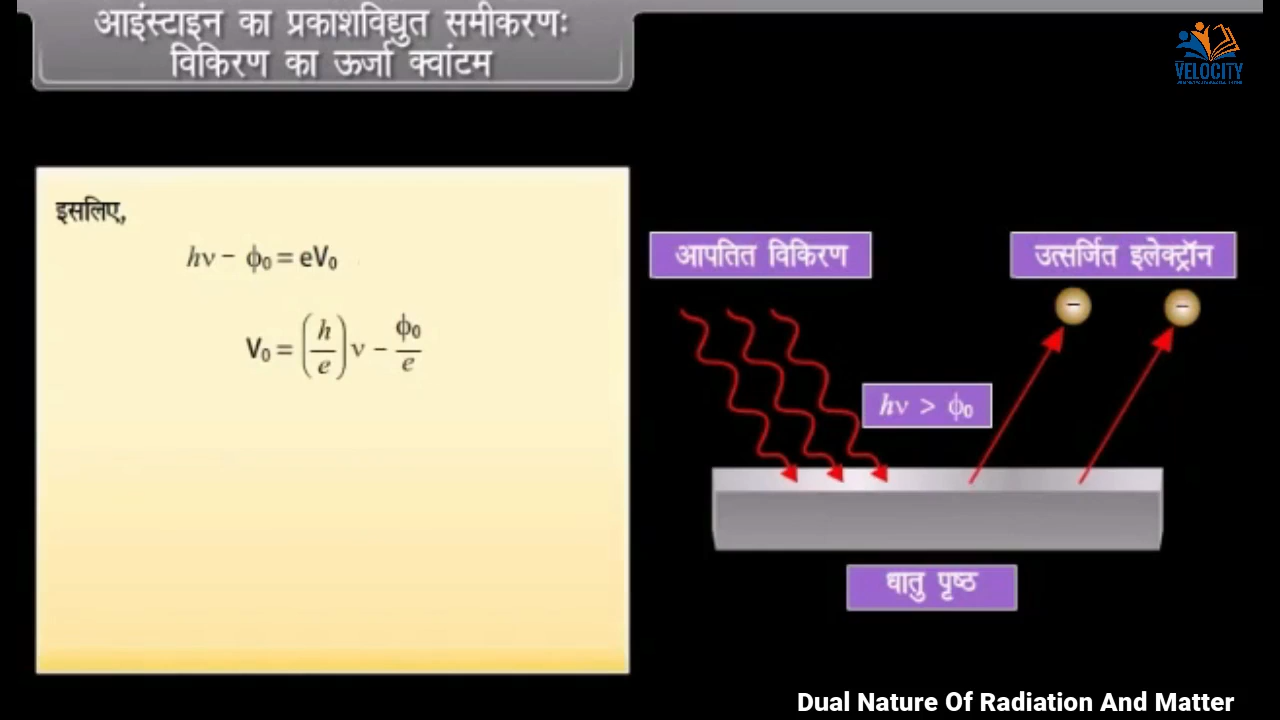 आइंस्टाइन का प्रकाशविद्युत समीकरणः
विकिरण का ऊर्जा क्वांटम
VELOCITY
इसलिए,
hν − ϕ₀ = eV₀
V₀ = (h/e) ν − ϕ₀/e
आपतित विकिरण
उत्सर्जित इलेक्ट्रॉन
− −
hν > ϕ₀
धातु पृष्ठ
Dual Nature Of Radiation And Matter